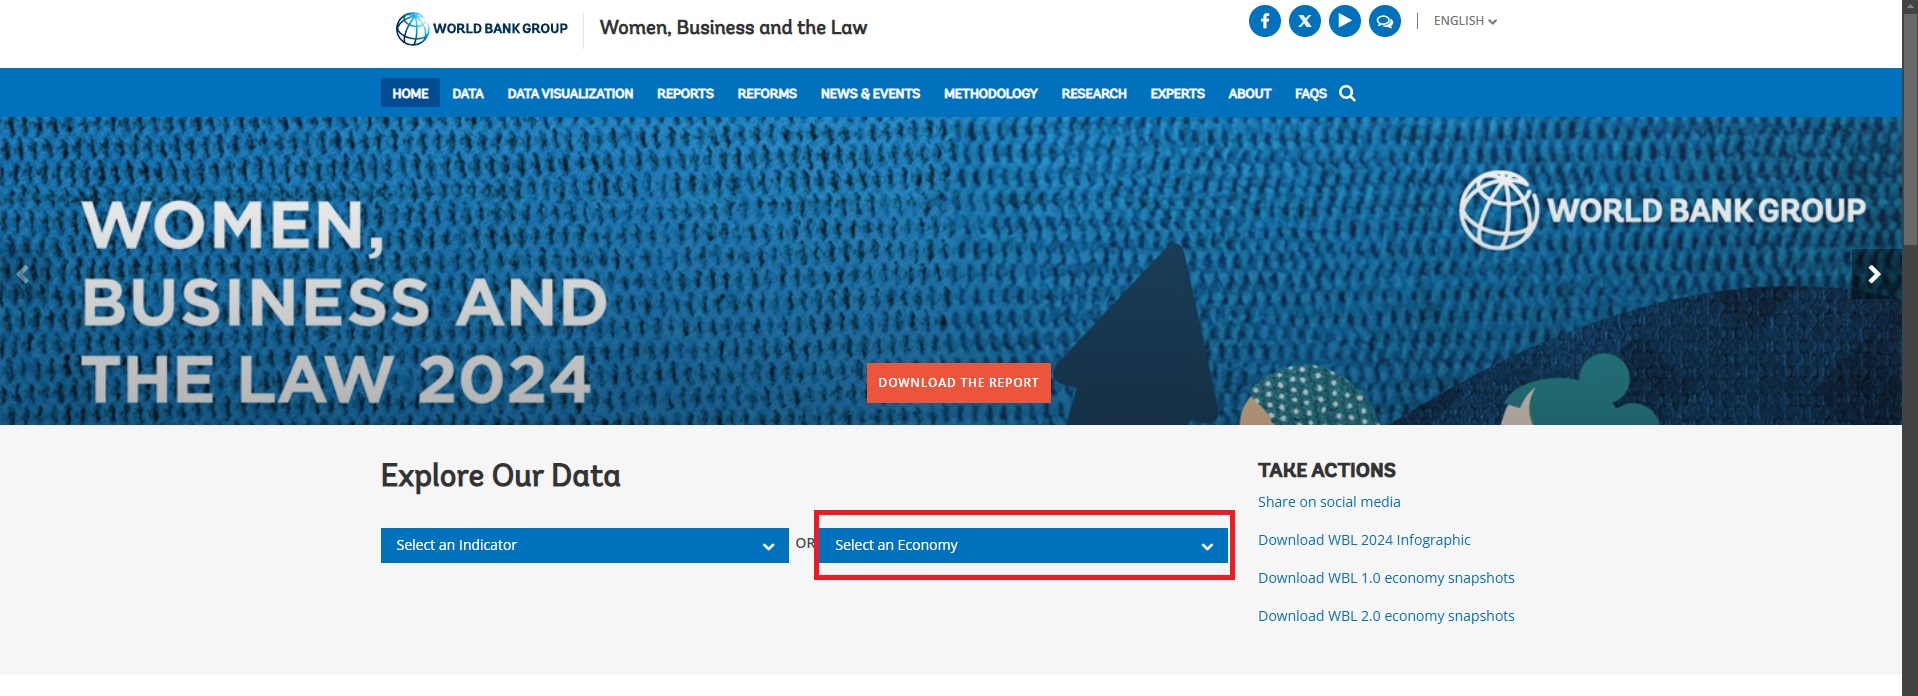 WORLD BANK GROUP
Women, Business and the Law
ENGLISH
HOME DATA DATA VISUALIZATION REPORTS REFORMS NEWS & EVENTS METHODOLOGY RESEARCH EXPERTS ABOUT FAQS
WOMEN,
BUSINESS AND
THE LAW 2024
WORLD BANK GROUP
DOWNLOAD THE REPORT
Explore Our Data
Select an Indicator
OR
Select an Economy
TAKE ACTIONS
Share on social media
Download WBL 2024 Infographic
Download WBL 1.0 economy snapshots
Download WBL 2.0 economy snapshots